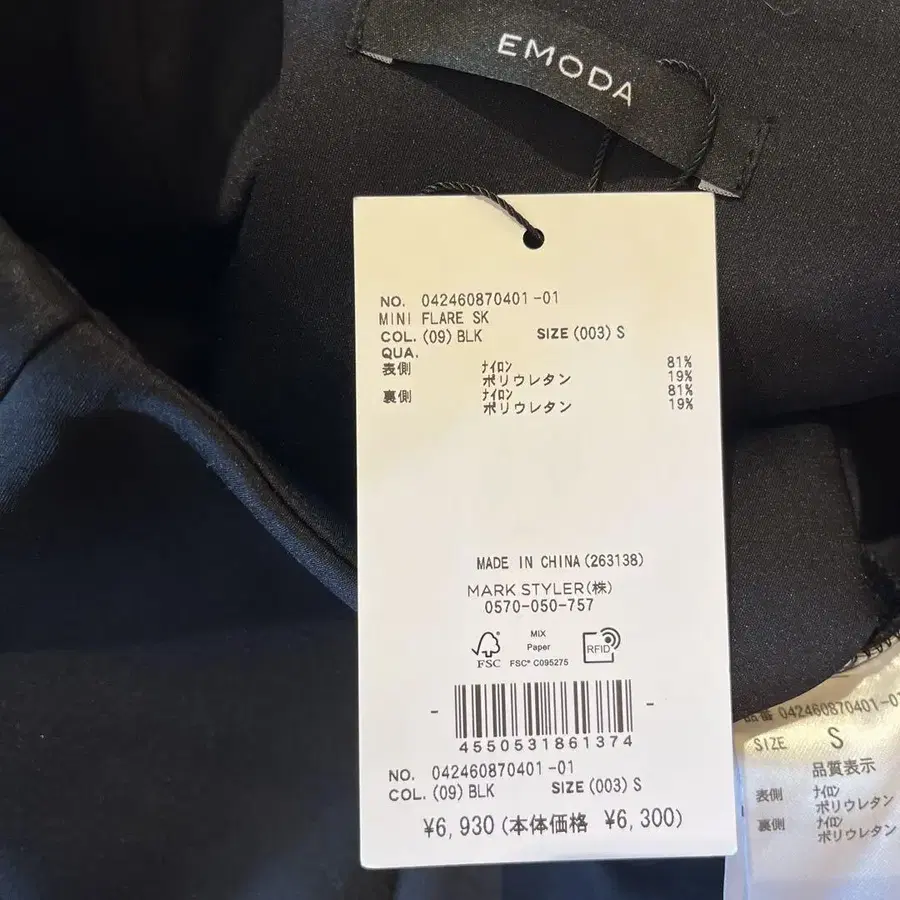 EMODA
NO. 042460870401-01
MINI FLARE SK
COL. (09) BLK SIZE (003) S
QUA.
表側 ナイロン 81%
ポリウレタン 19%
裏側 ナイロン 81%
ポリウレタン 19%
MADE IN CHINA (263138)
MARK STYLER (株)
0570-050-757
FSC
MIX
Paper
FSC® C095275
RFID
4550531861374
NO. 042460870401-01
COL. (09) BLK SIZE (003) S
¥6,930 (本体価格 ¥6,300)
品番 042460870401-01
SIZE S
品質表示
表側 ナイロン
ポリウレタン
裏側 ナイロン
ポリウレタン